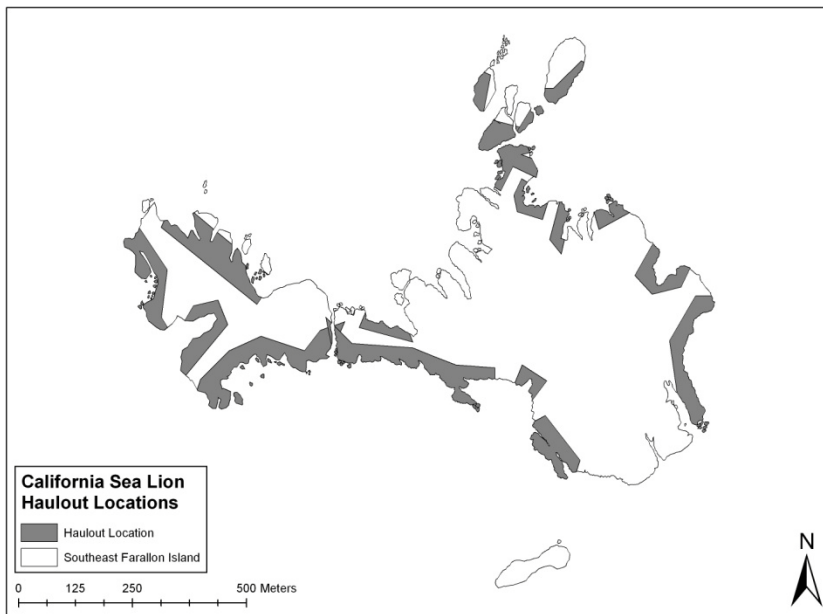 N
California Sea Lion
Haulout Locations
Haulout Location
Southeast Farallon Island
0 125 250 500 Meters